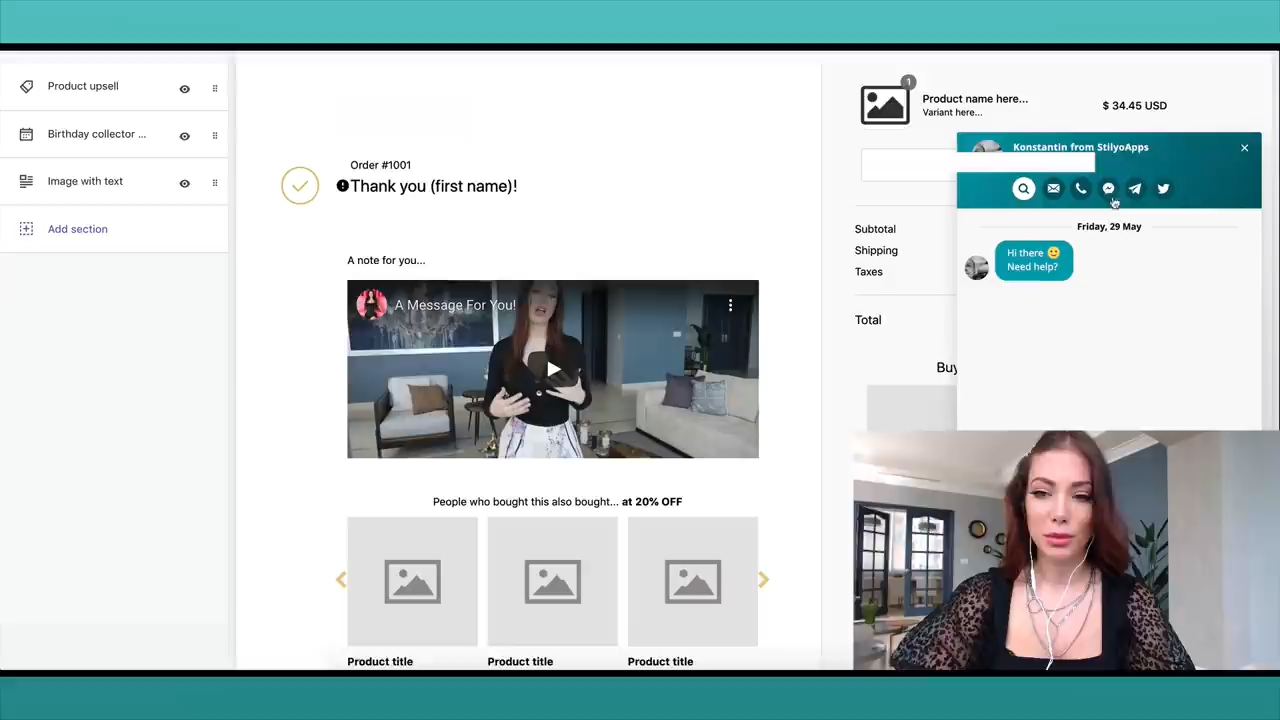 Product upsell
Birthday collector ...
Image with text
Add section
Order #1001
Thank you (first name)!
A note for you...
A Message For You!
People who bought this also bought... at 20% OFF
Product title
Product title
Product title
1
Product name here...
Variant here...
$ 34.45 USD
Subtotal
Shipping
Taxes
Total
Buy
Konstantin from StilyoApps
Friday, 29 May
Hi there
Need help?